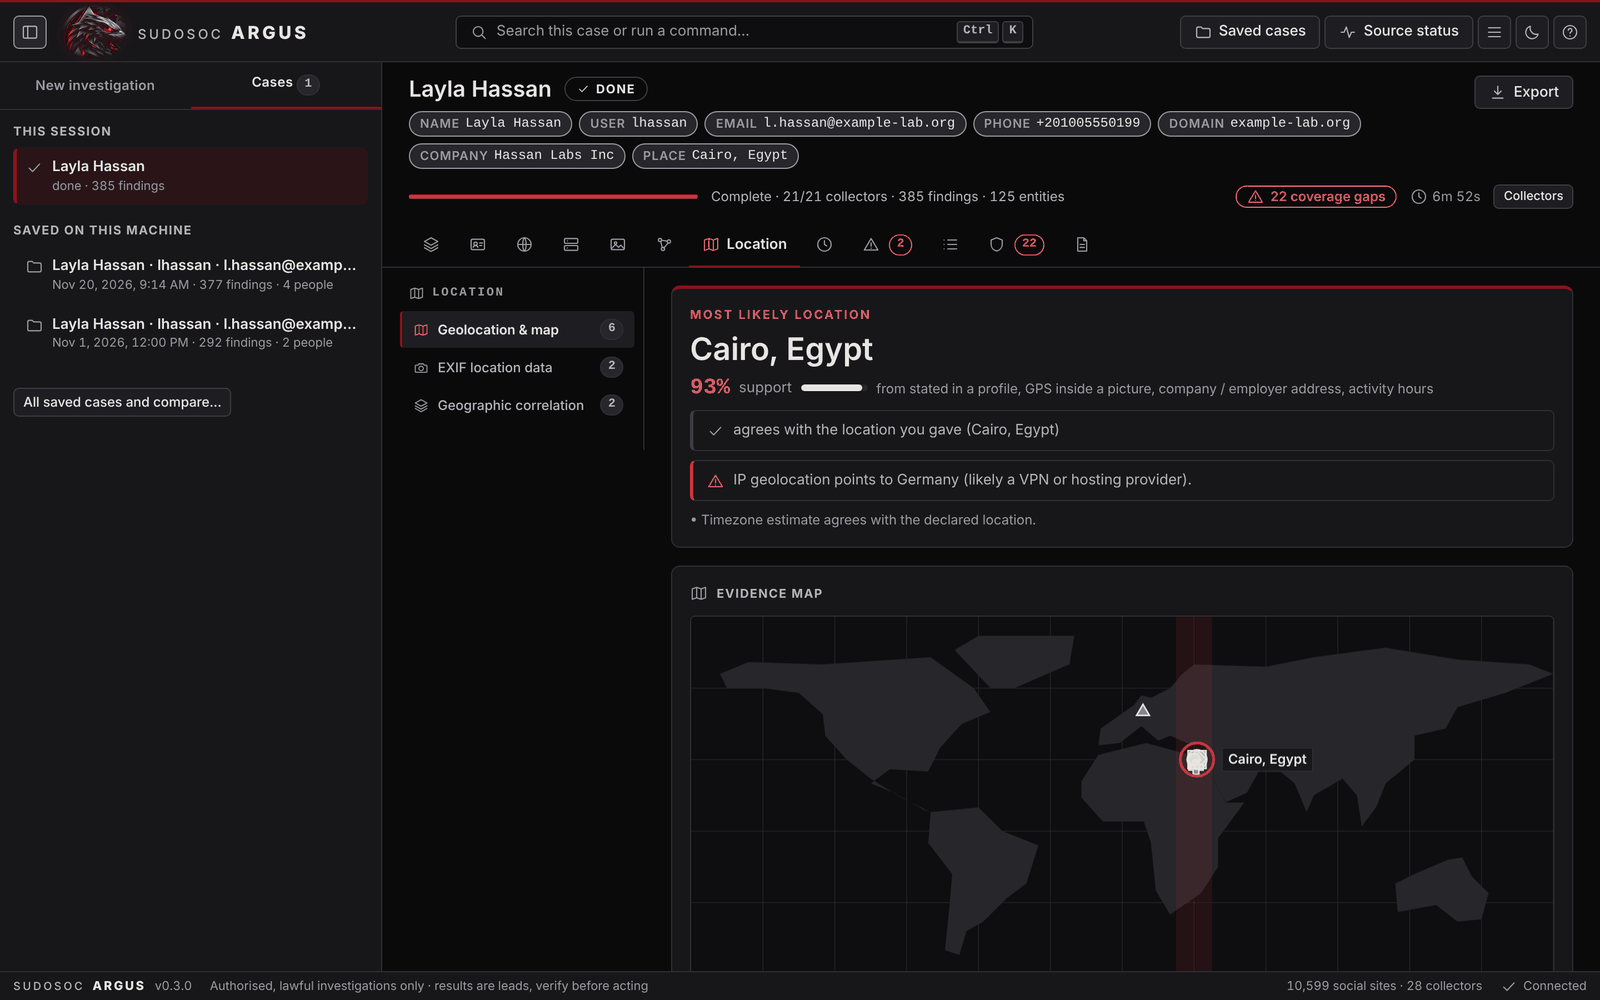 SUDOSOC ARGUS
Search this case or run a command...
Ctrl K
Saved cases
Source status
New investigation
Cases 1
THIS SESSION
Layla Hassan
done · 385 findings
SAVED ON THIS MACHINE
Layla Hassan · lhassan · l.hassan@examp...
Nov 20, 2026, 9:14 AM · 377 findings · 4 people
Layla Hassan · lhassan · l.hassan@examp...
Nov 1, 2026, 12:00 PM · 292 findings · 2 people
All saved cases and compare...
Layla Hassan
DONE
Export
NAME Layla Hassan
USER lhassan
EMAIL l.hassan@example-lab.org
PHONE +201005550199
DOMAIN example-lab.org
COMPANY Hassan Labs Inc
PLACE Cairo, Egypt
Complete · 21/21 collectors · 385 findings · 125 entities
22 coverage gaps
6m 52s
Collectors
Location
2
22
LOCATION
Geolocation & map 6
EXIF location data 2
Geographic correlation 2
MOST LIKELY LOCATION
Cairo, Egypt
93% support from stated in a profile, GPS inside a picture, company / employer address, activity hours
agrees with the location you gave (Cairo, Egypt)
IP geolocation points to Germany (likely a VPN or hosting provider).
• Timezone estimate agrees with the declared location.
EVIDENCE MAP
Cairo, Egypt
SUDOSOC ARGUS v0.3.0 Authorised, lawful investigations only · results are leads, verify before acting
10,599 social sites · 28 collectors
Connected